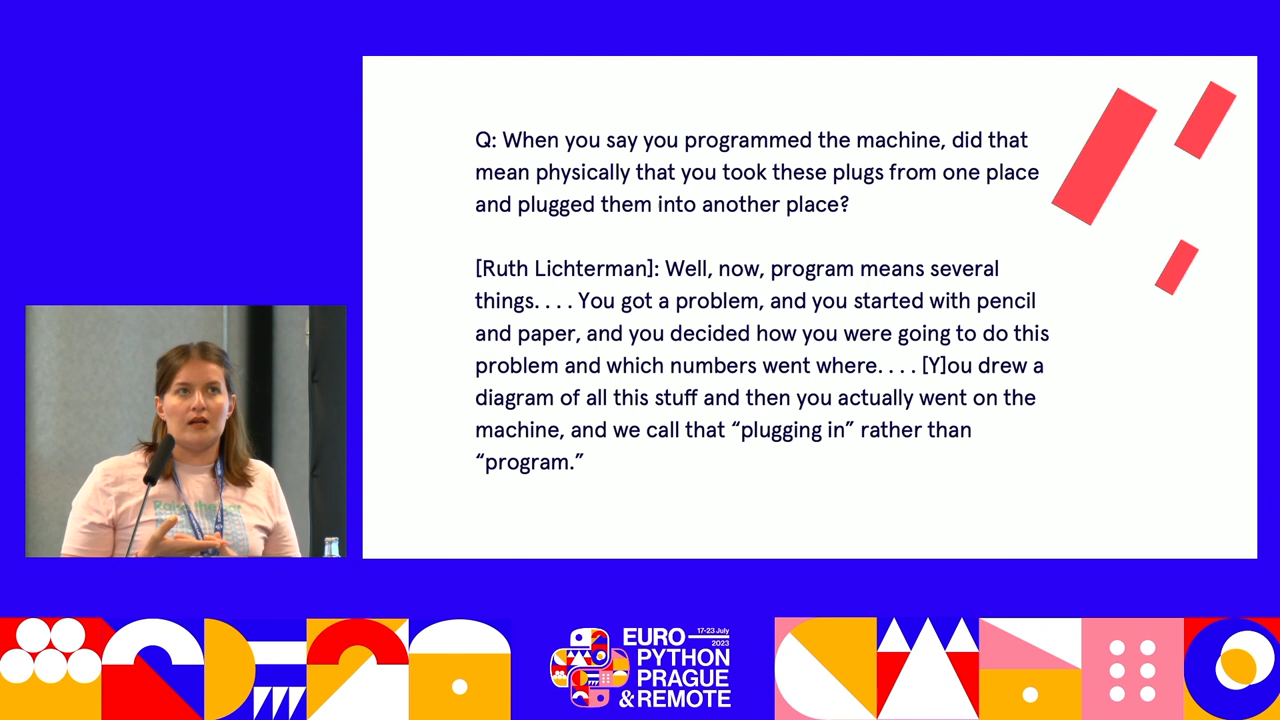 Q: When you say you programmed the machine, did that
mean physically that you took these plugs from one place
and plugged them into another place?
[Ruth Lichterman]: Well, now, program means several
things. . . . You got a problem, and you started with pencil
and paper, and you decided how you were going to do this
problem and which numbers went where. . . . [Y]ou drew a
diagram of all this stuff and then you actually went on the
machine, and we call that “plugging in” rather than
“program.”
Raise the bar
17-23 July
2023
EURO
PYTHON
PRAGUE
& REMOTE